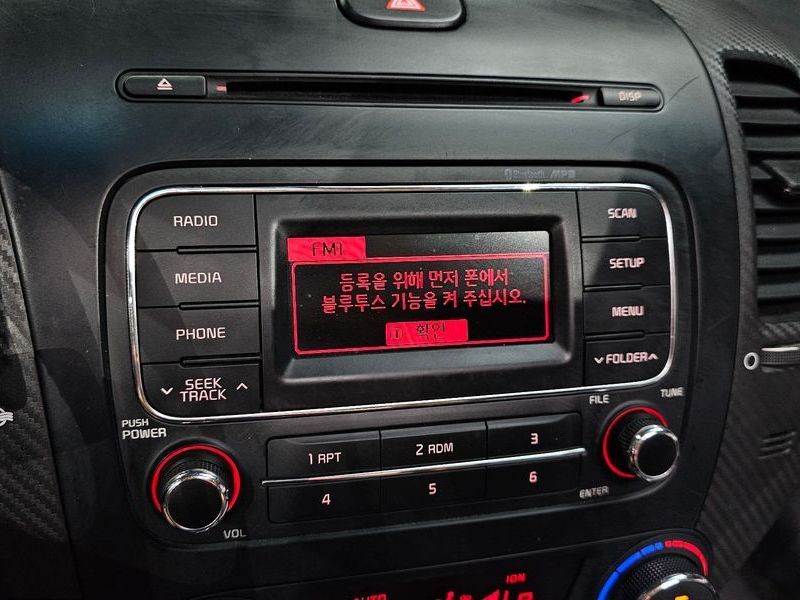 DISP
Bluetooth MP3
RADIO
SCAN
FM1
MEDIA
등록을 위해 먼저 폰에서
블루투스 기능을 켜 주십시오.
SETUP
PHONE
1 확인
MENU
SEEK
TRACK
FOLDER
PUSH
POWER
FILE
TUNE
1 RPT
2 RDM
3
4
5
6
ENTER
VOL
ION
AUTO